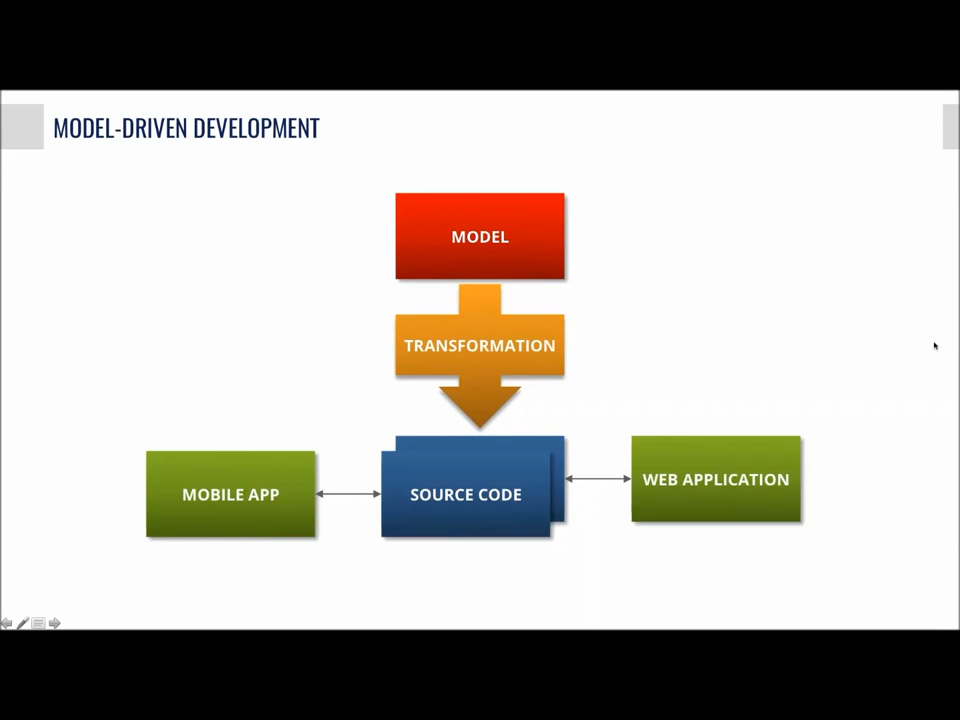 MODEL-DRIVEN DEVELOPMENT
MODEL
TRANSFORMATION
MOBILE APP
SOURCE CODE
WEB APPLICATION